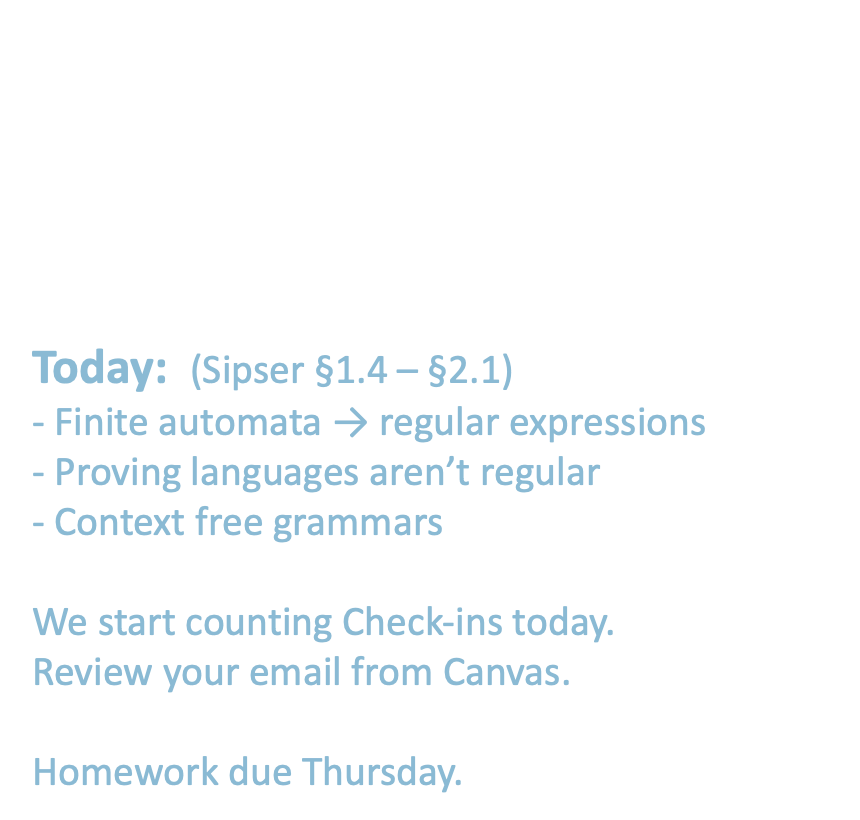 Today: (Sipser §1.4 – §2.1)
- Finite automata → regular expressions
- Proving languages aren’t regular
- Context free grammars
We start counting Check-ins today.
Review your email from Canvas.
Homework due Thursday.